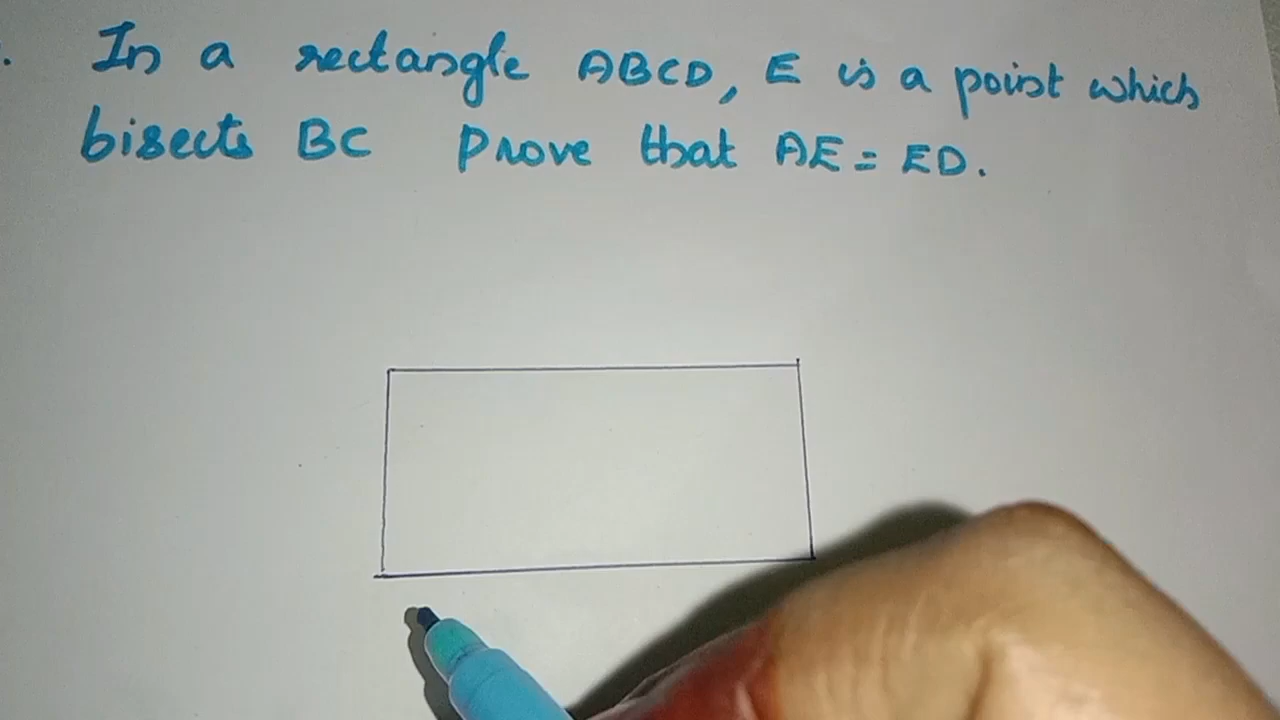 . In a rectangle ABCD, E is a point which
bisects BC Prove that AE = ED.